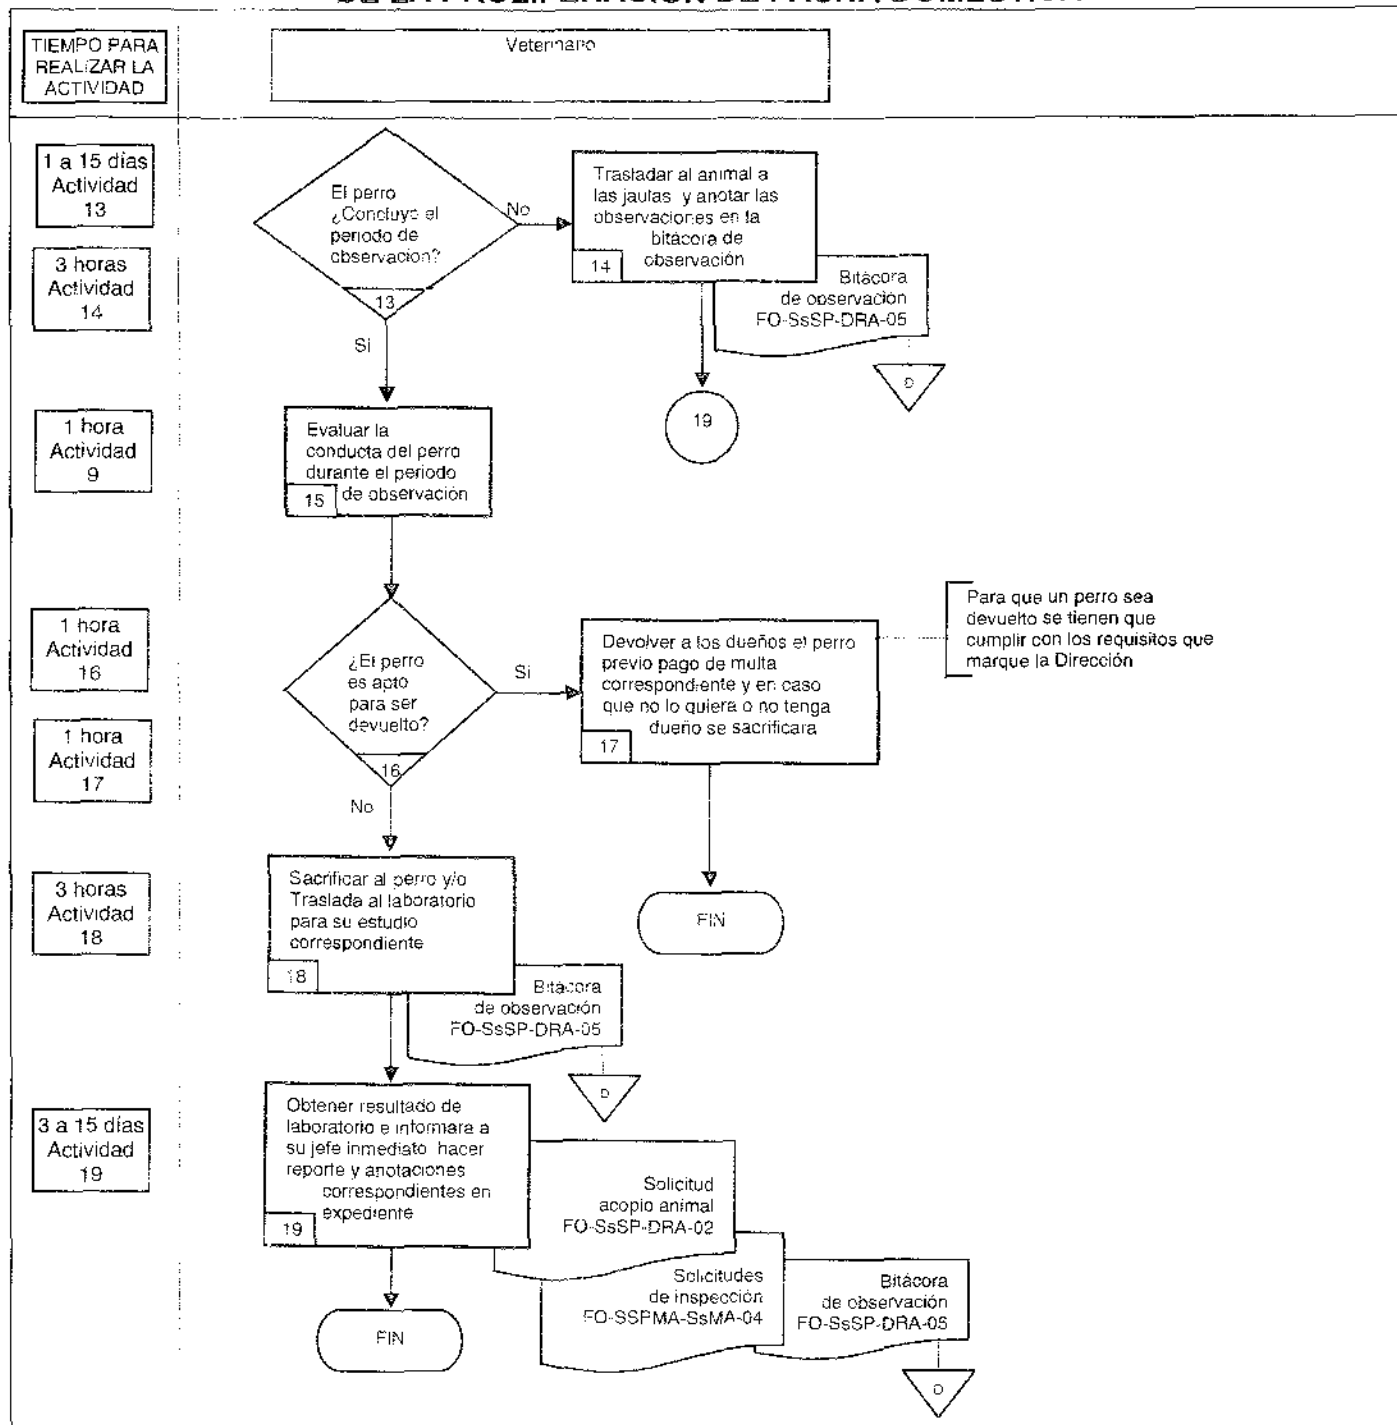 DE LA PROLIFERACIÓN DE FAUNA DOMÉSTICA
TIEMPO PARA
REALIZAR LA
ACTIVIDAD
Veterinario
1 a 15 días
Actividad
13
El perro
¿Concluyo el
periodo de
observacion?
13
No
Si
Trasladar al animal a
las jaulas y anotar las
observaciones en la
bitácora de
observación
14
3 horas
Actividad
14
Bitácora
de observación
FO-SsSP-DRA-05
D
19
1 hora
Actividad
9
Evaluar la
conducta del perro
durante el periodo
de observación
15
1 hora
Actividad
16
¿El perro
es apto
para ser
devuelto?
16
Si
No
Devolver a los dueños el perro
previo pago de multa
correspondiente y en caso
que no lo quiera o no tenga
dueño se sacrificara
17
Para que un perro sea
devuelto se tienen que
cumplir con los requisitos que
marque la Dirección
1 hora
Actividad
17
3 horas
Actividad
18
Sacrificar al perro y/o
Traslada al laboratorio
para su estudio
correspondiente
18
FIN
Bitácora
de observación
FO-SsSP-DRA-05
D
3 a 15 días
Actividad
19
Obtener resultado de
laboratorio e informara a
su jefe inmediato hacer
reporte y anotaciones
correspondientes en
expediente
19
Solicitud
acopio animal
FO-SsSP-DRA-02
Solicitudes
de inspección
FO-SSPMA-SsMA-04
Bitácora
de observación
FO-SsSP-DRA-05
D
FIN